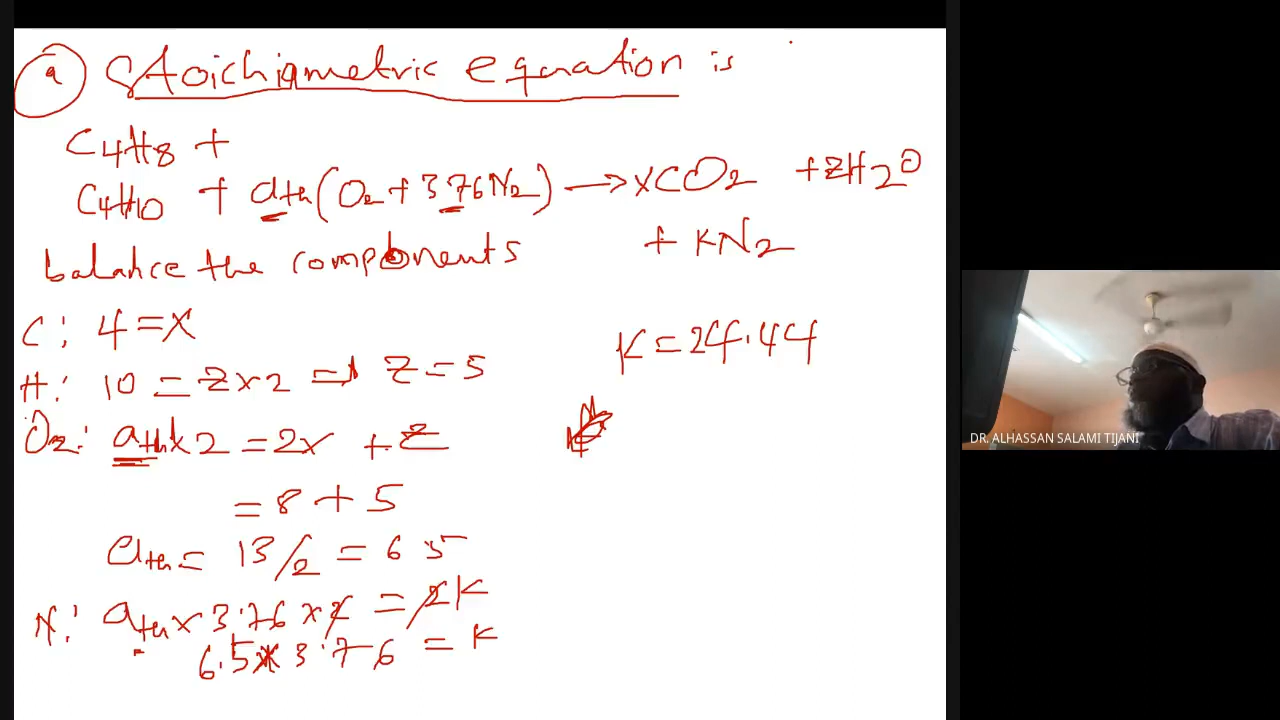 a Stoichiometric equation is
C4H8 +
C4H10 + ath(O2 + 3.76N2) → xCO2 + zH2O
+ KN2
balance the components
C: 4 = x
K = 24.44
H: 10 = z x 2 ⇒ z = 5
O2: ath x 2 = 2x + z
= 8 + 5
ath = 13/2 = 6 5
N: ath x 3.76 x 2 = 2K
6.5 x 3.76 = K
DR. ALHASSAN SALAMI TIJANI